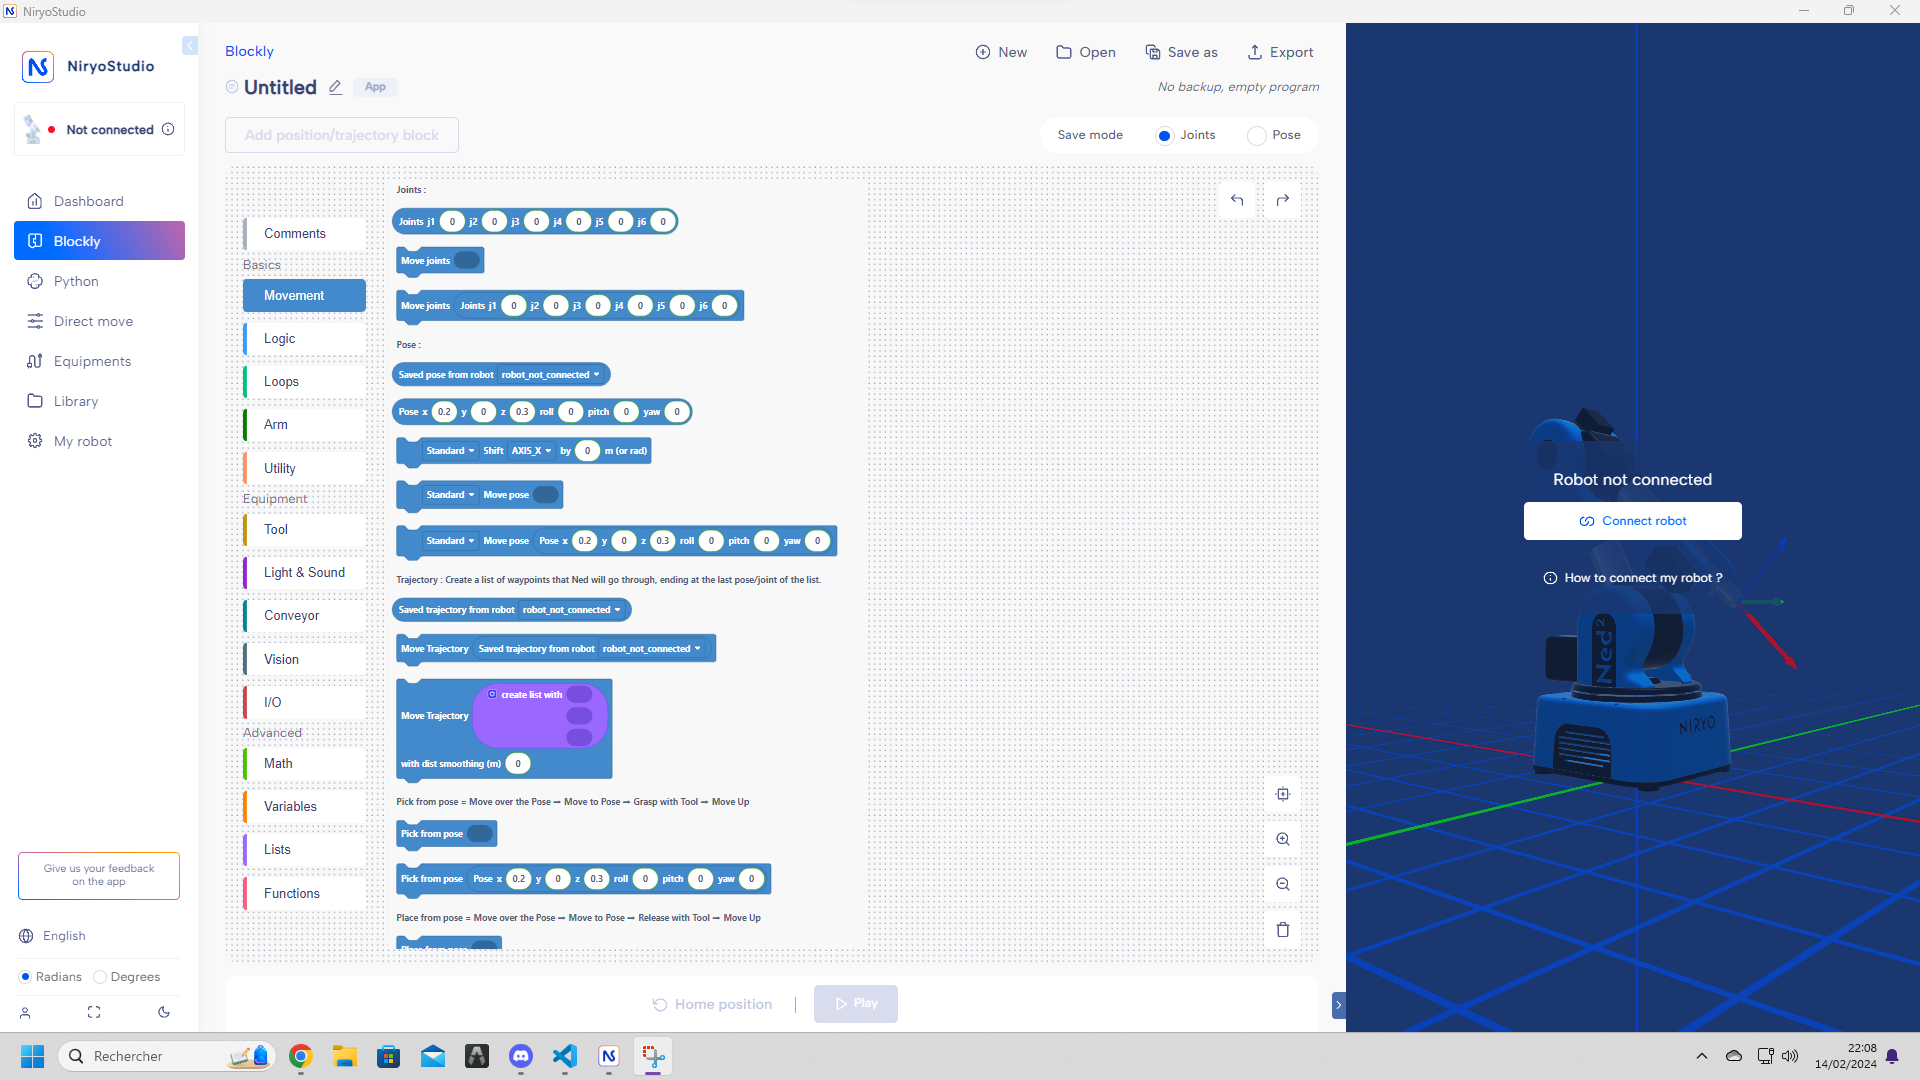 NiryoStudio
NiryoStudio
Not connected
Dashboard
Blockly
Python
Direct move
Equipments
Library
My robot
Give us your feedback
on the app
English
Radians Degrees
Blockly
New Open Save as Export
Untitled App
No backup, empty program
Add position/trajectory block
Save mode Joints Pose
Comments
Basics
Movement
Logic
Loops
Arm
Utility
Equipment
Tool
Light & Sound
Conveyor
Vision
I/O
Advanced
Math
Variables
Lists
Functions
Joints :
Joints j1 0 j2 0 j3 0 j4 0 j5 0 j6 0
Move joints
Move joints Joints j1 0 j2 0 j3 0 j4 0 j5 0 j6 0
Pose :
Saved pose from robot robot_not_connected
Pose x 0.2 y 0 z 0.3 roll 0 pitch 0 yaw 0
Standard Shift AXIS_X by 0 m (or rad)
Standard Move pose
Standard Move pose Pose x 0.2 y 0 z 0.3 roll 0 pitch 0 yaw 0
Trajectory : Create a list of waypoints that Ned will go through, ending at the last pose/joint of the list.
Saved trajectory from robot robot_not_connected
Move Trajectory Saved trajectory from robot robot_not_connected
create list with
Move Trajectory
with dist smoothing (m) 0
Pick from pose = Move over the Pose ➞ Move to Pose ➞ Grasp with Tool ➞ Move Up
Pick from pose
Pick from pose Pose x 0.2 y 0 z 0.3 roll 0 pitch 0 yaw 0
Place from pose = Move over the Pose ➞ Move to Pose ➞ Release with Tool ➞ Move Up
Place from pose
Home position Play
Robot not connected
Connect robot
How to connect my robot ?
Ned2
NIRYO
Rechercher
22:08
14/02/2024